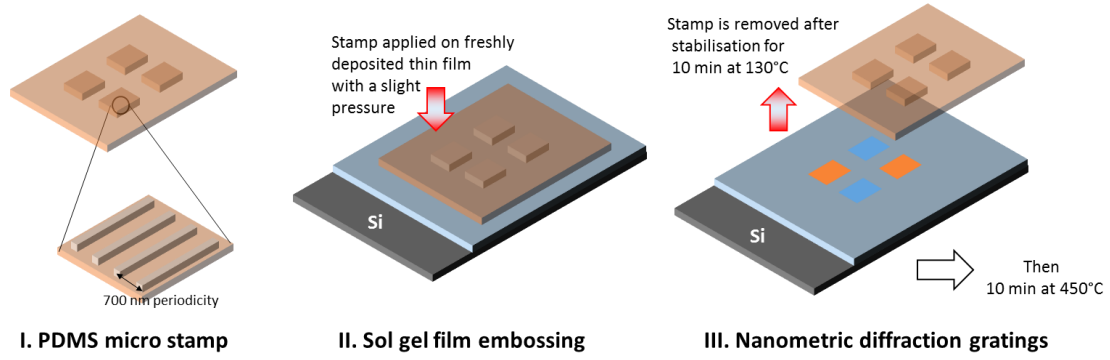 700 nm periodicity
I. PDMS micro stamp
Stamp applied on freshly
deposited thin film
with a slight
pressure
Si
II. Sol gel film embossing
Stamp is removed after
stabilisation for
10 min at 130°C
Si
Then
10 min at 450°C
III. Nanometric diffraction gratings